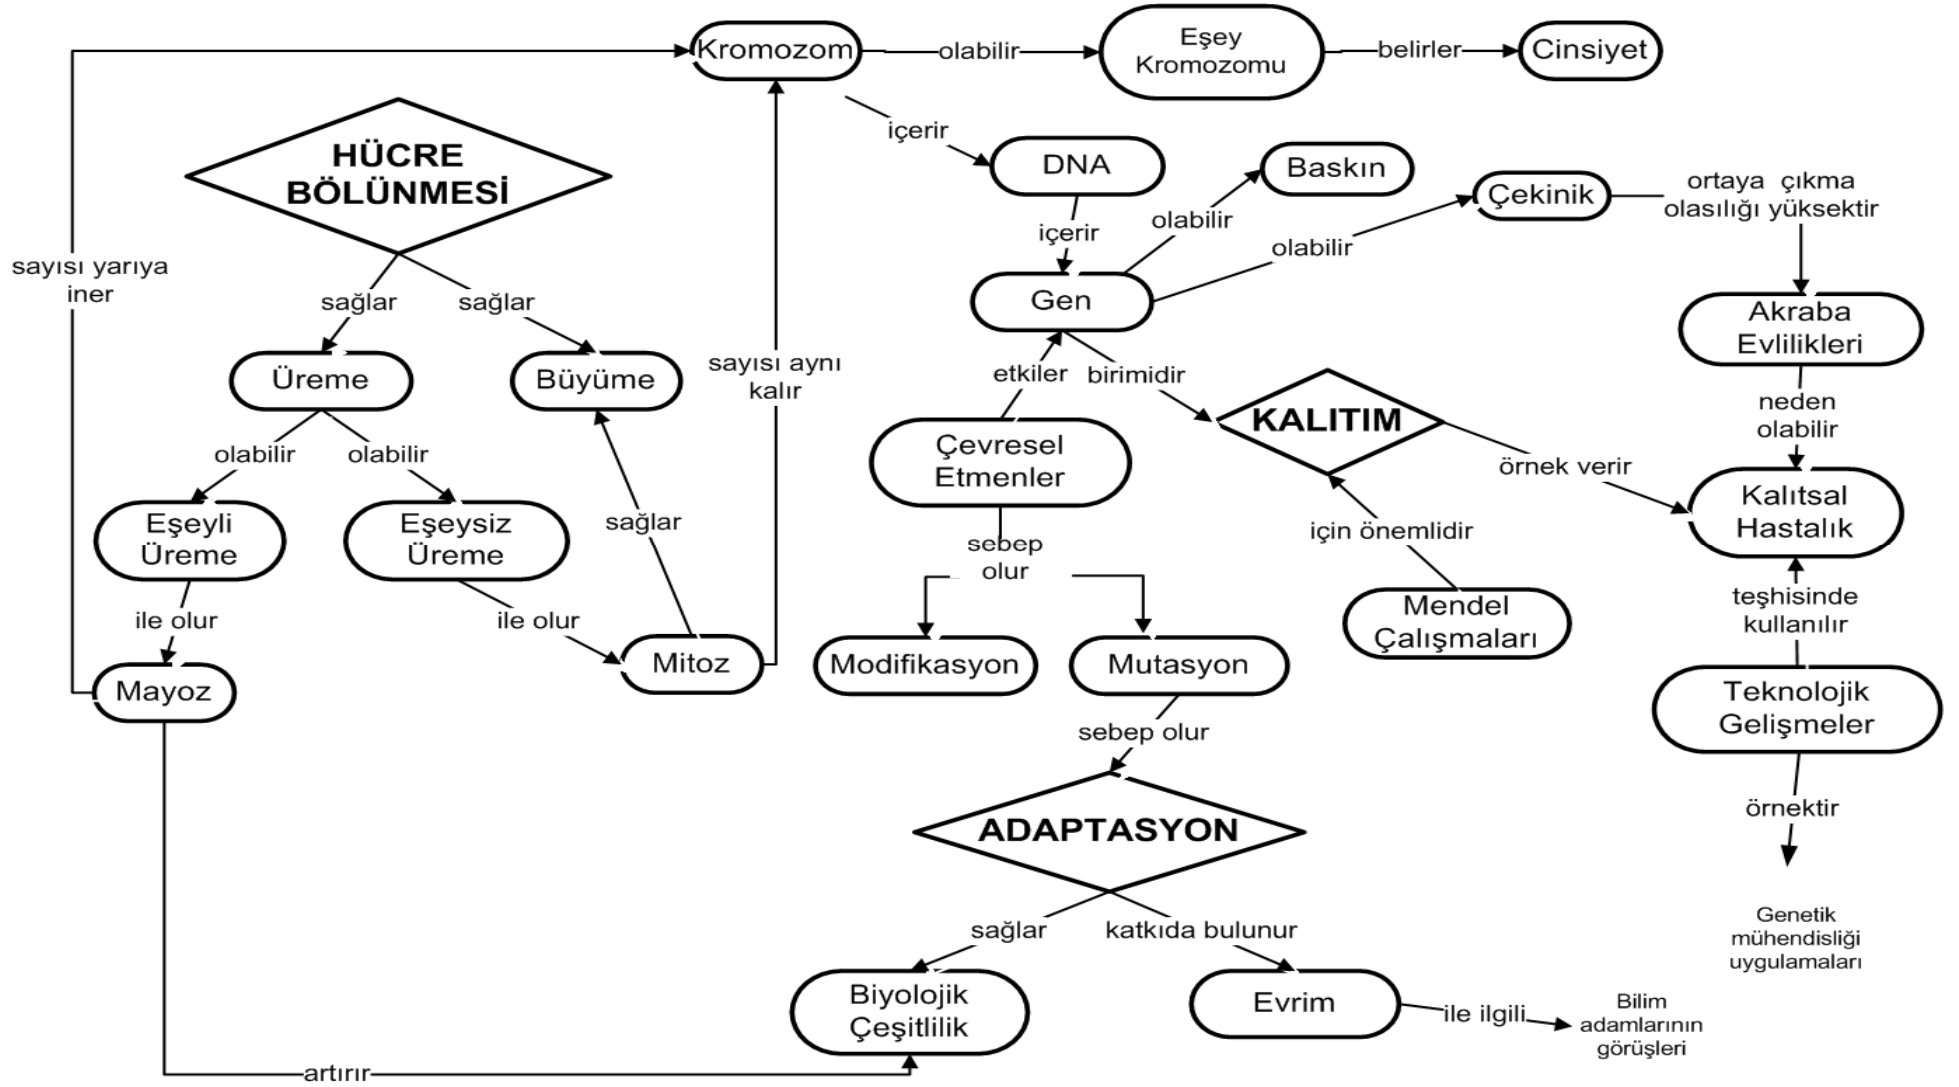 Kromozom
olabilir
Eşey
Kromozomu
belirler
Cinsiyet
içerir
DNA
Baskın
Çekinik
ortaya çıkma
olasılığı yüksektir
HÜCRE
BÖLÜNMESİ
olabilir
içerir
olabilir
sayısı yarıya
iner
sağlar
sağlar
Gen
Akraba
Evlilikleri
Üreme
Büyüme
sayısı aynı
kalır
etkiler
birimidir
KALITIM
neden
olabilir
olabilir
olabilir
Çevresel
Etmenler
örnek verir
Kalıtsal
Hastalık
Eşeyli
Üreme
Eşeysiz
Üreme
sağlar
sebep
olur
için önemlidir
ile olur
ile olur
Mendel
Çalışmaları
teşhisinde
kullanılır
Mayoz
Mitoz
Modifikasyon
Mutasyon
Teknolojik
Gelişmeler
sebep olur
örnektir
ADAPTASYON
sağlar
katkıda bulunur
Genetik
mühendisliği
uygulamaları
Biyolojik
Çeşitlilik
Evrim
ile ilgili
Bilim
adamlarının
görüşleri
artırır